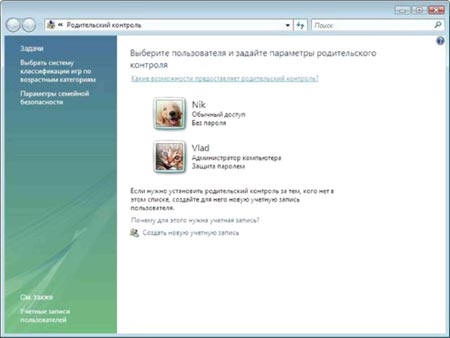 « Родительский контроль
Поиск
Задачи
Выбрать систему
классификации игр по
возрастным категориям
Параметры семейной
безопасности
Выберите пользователя и задайте параметры родительского
контроля
Какие возможности предоставляет родительский контроль?
Nik
Обычный доступ
Без пароля
Vlad
Администратор компьютера
Защита паролем
Если нужно установить родительский контроль за тем, кого нет в
этом списке, создайте для него новую учетную запись
пользователя.
Почему для этого нужна учетная запись?
Создать новую учетную запись
См. также
Учетные записи
пользователей